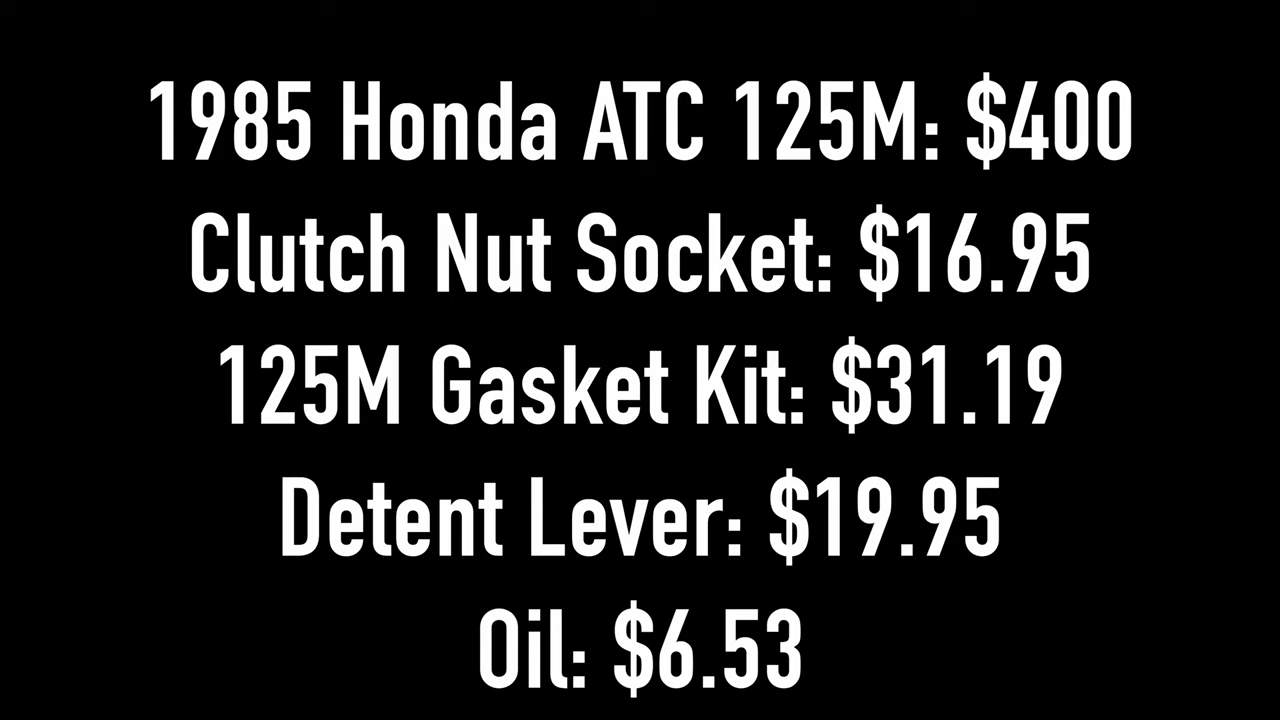 1985 Honda ATC 125M: $400
Clutch Nut Socket: $16.95
125M Gasket Kit: $31.19
Detent Lever: $19.95
Oil: $6.53